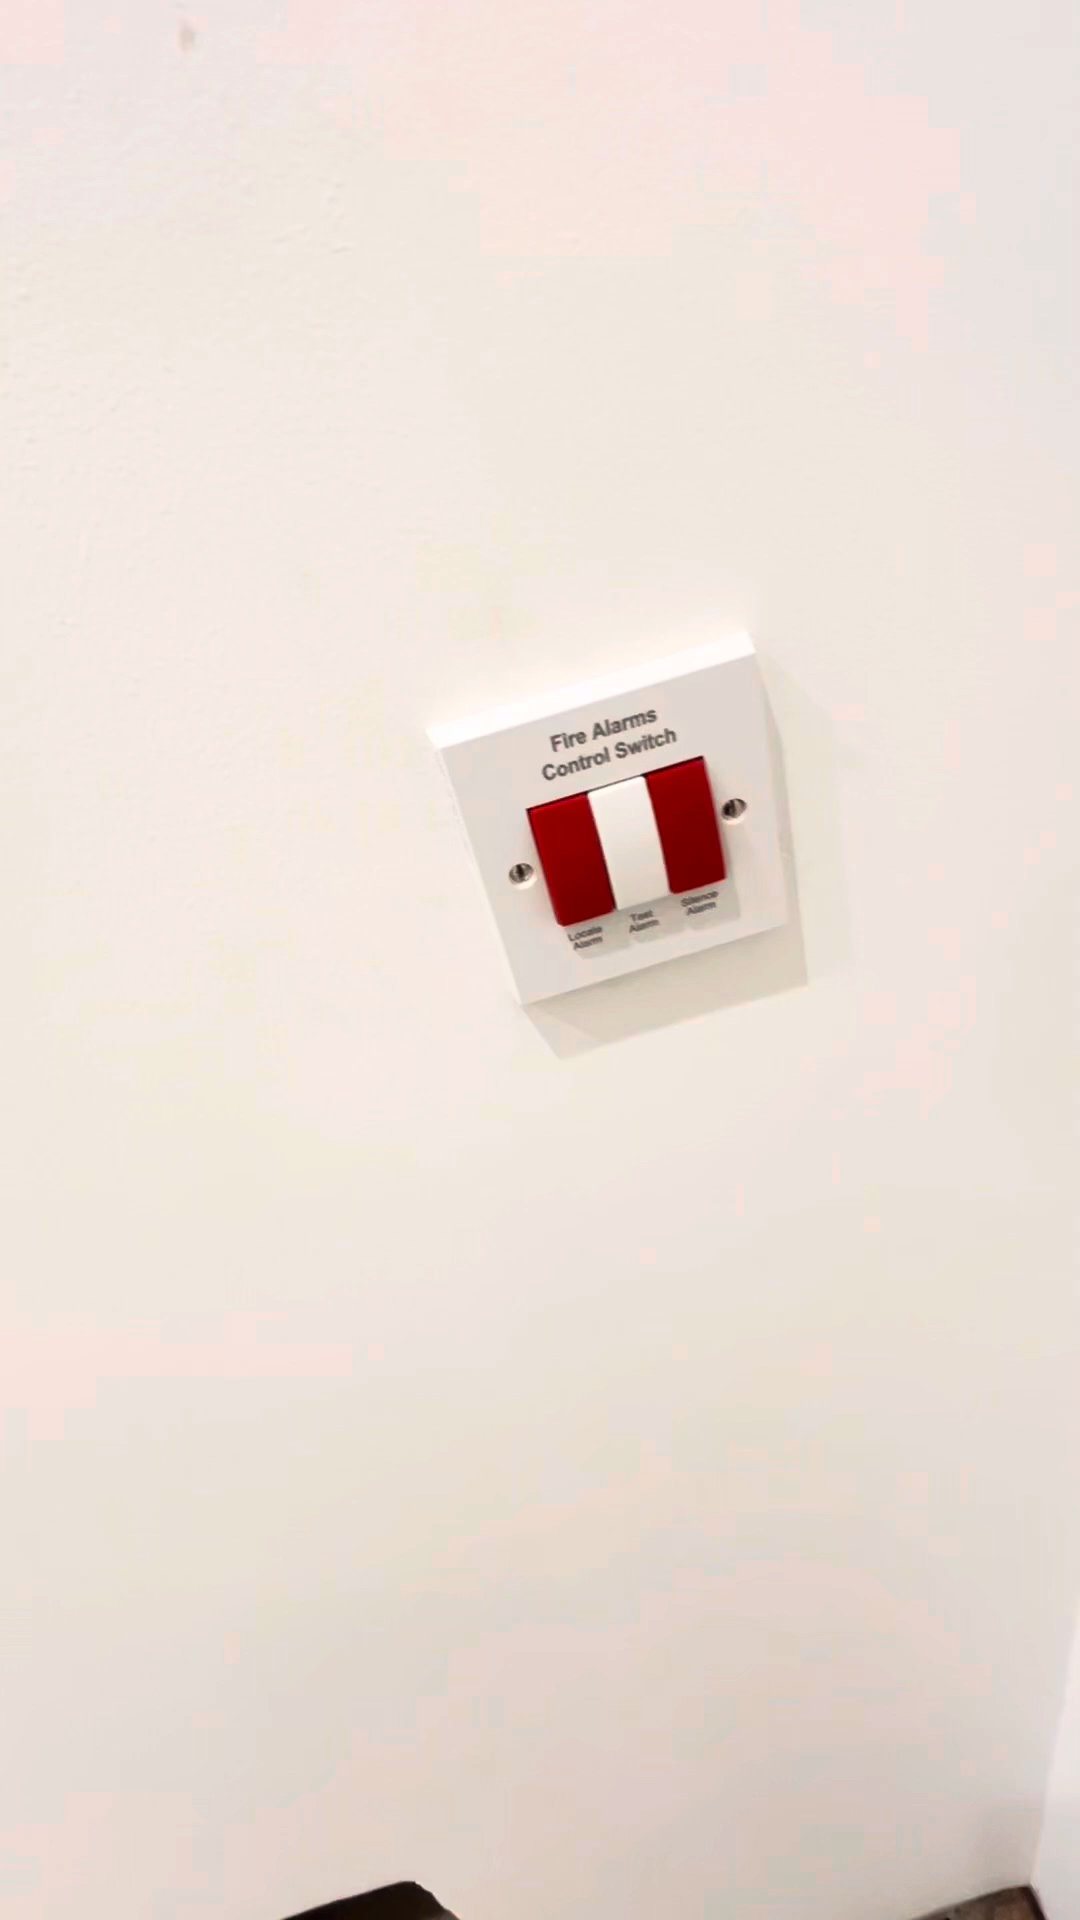 Fire Alarms
Control Switch
Locate
Alarm
Test
Alarm
Silence
Alarm